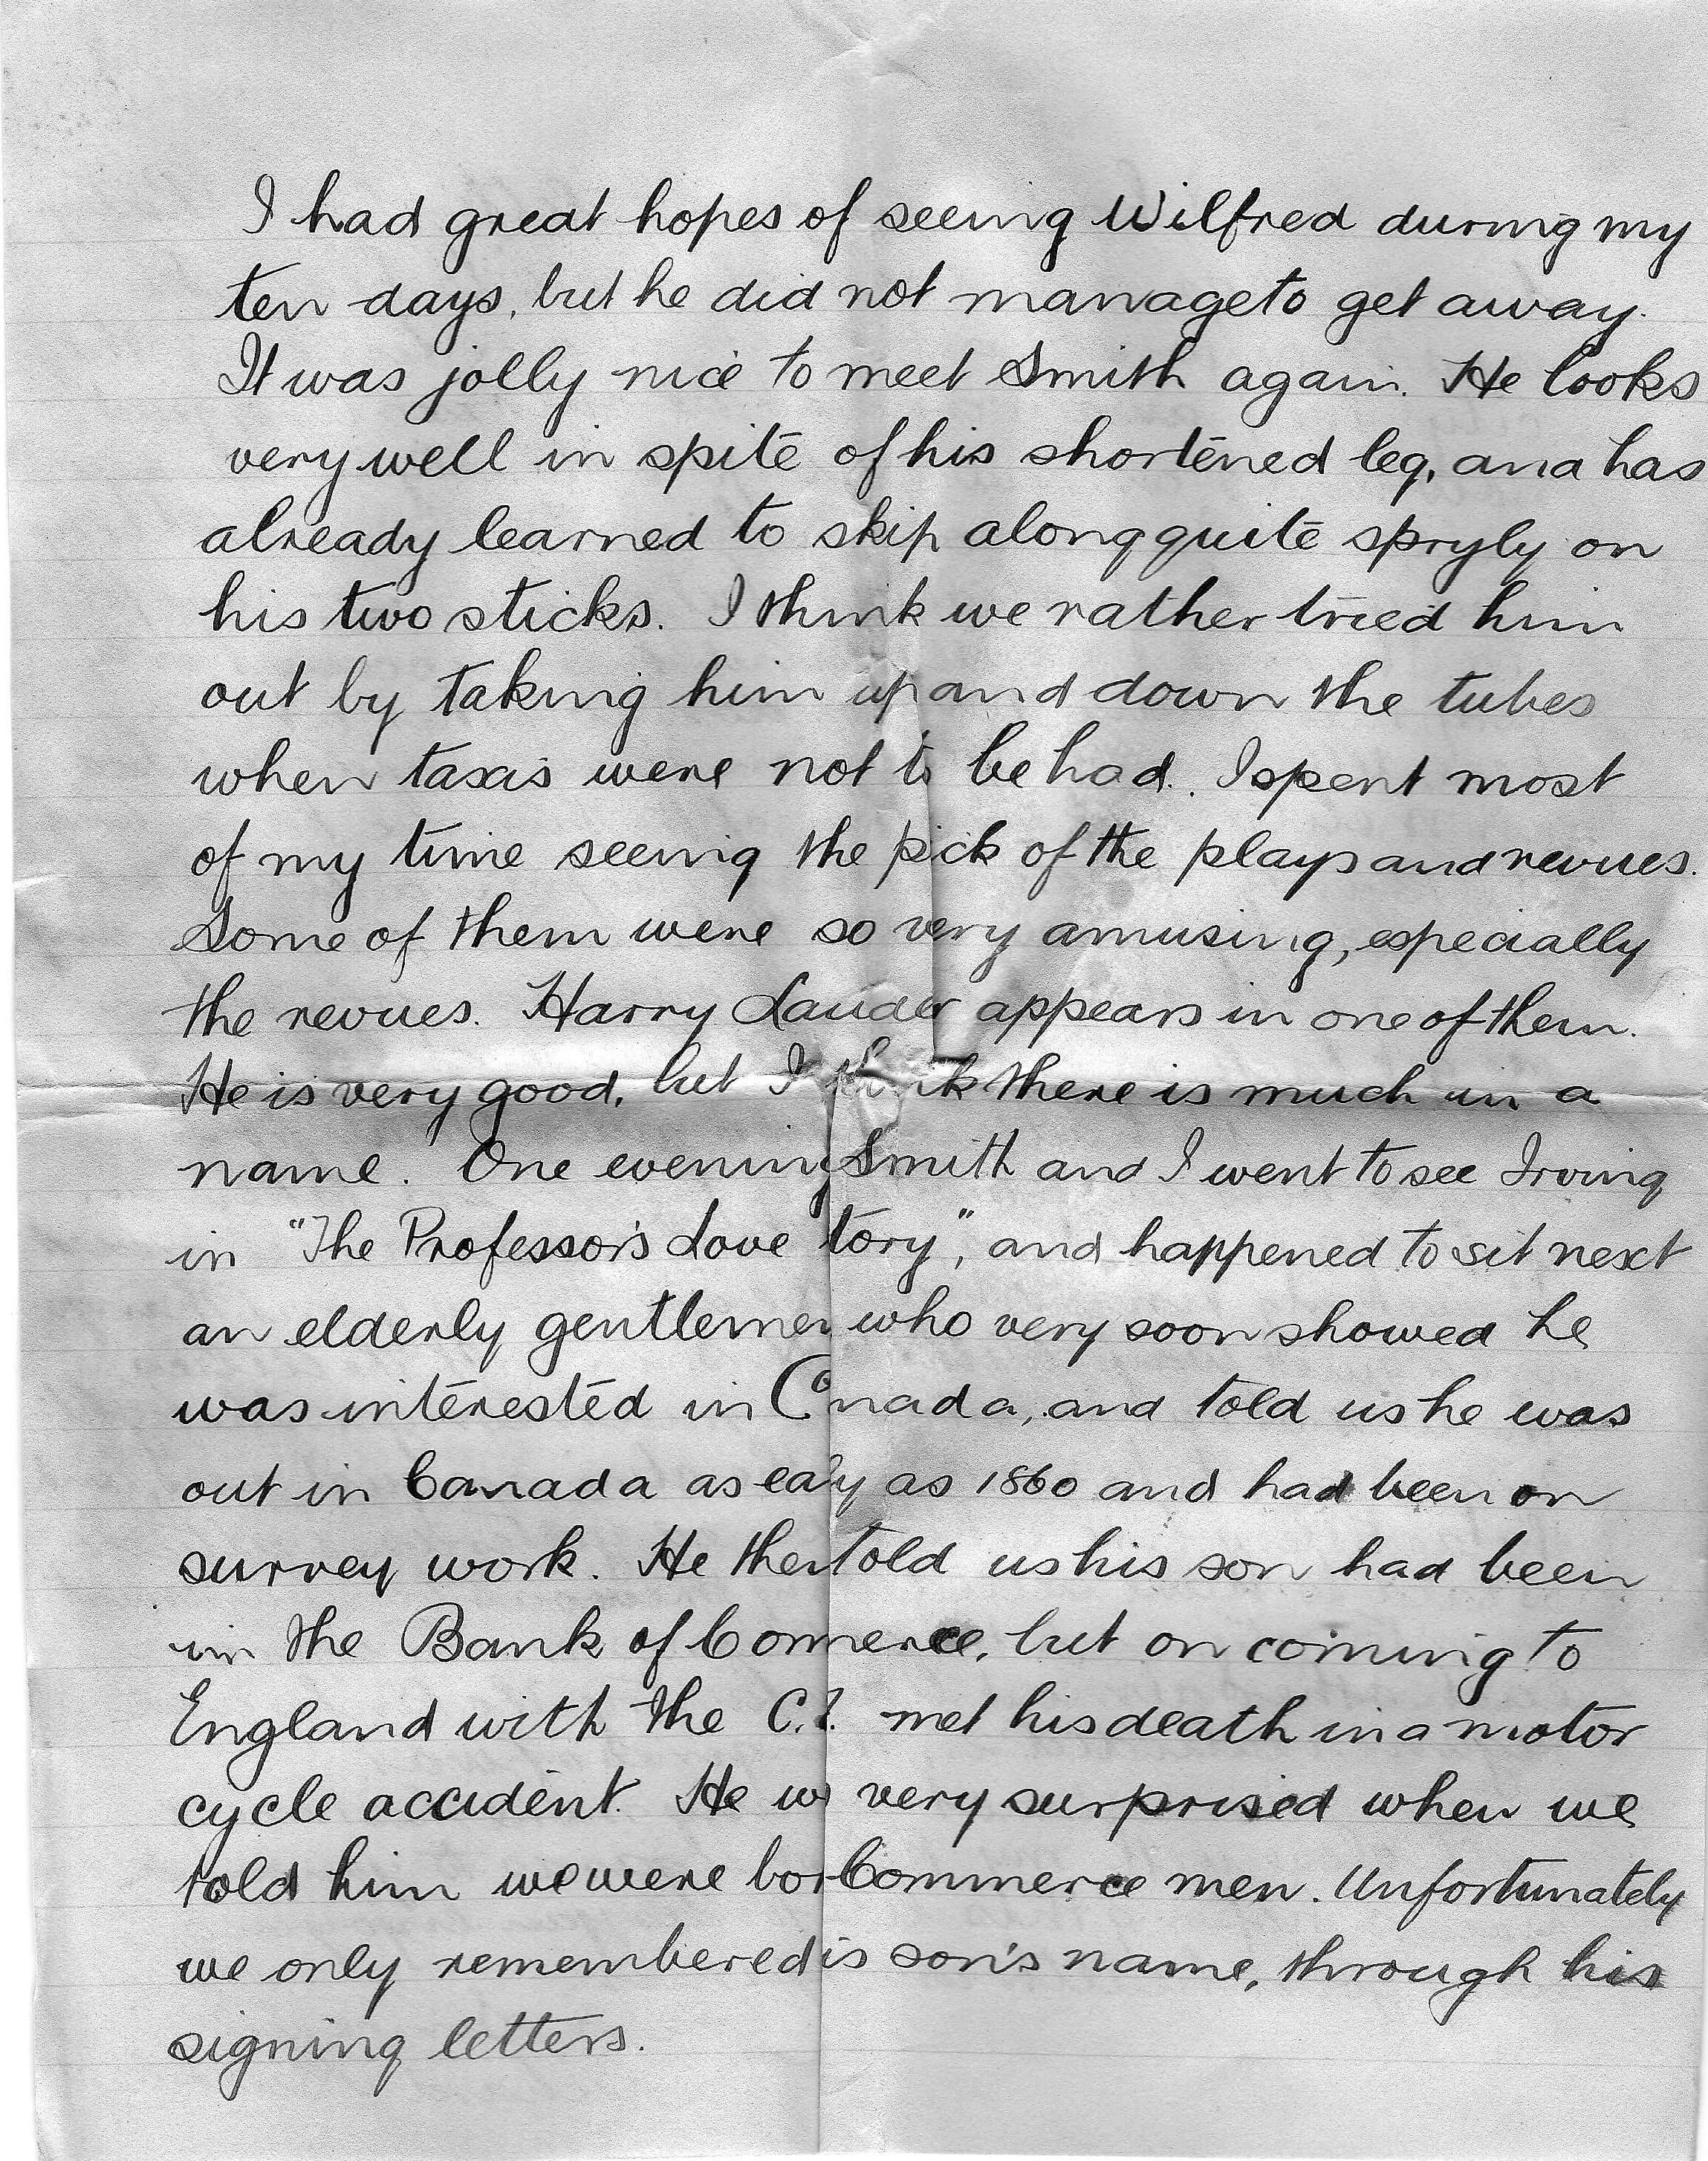 I had great hopes of seeing Wilfred during my
ten days, but he did not manage to get away.
It was jolly nice to meet Smith again. He looks
very well in spite of his shortened leg, and has
already learned to skip along quite spryly on
his two sticks. I think we rather tried him
out by taking him up and down the tubes
when taxis were not to be had. I spent most
of my time seeing the pick of the plays and revues.
Some of them were so very amusing, especially
the revues. Harry Lauder appears in one of them.
He is very good, but I think there is much in a
name. One evening Smith and I went to see Irving
in "The Professor's Love tory", and happened to sit next
an elderly gentlemen who very soon showed he
was interested in Canada, and told us he was
out in Canada as ealy as 1860 and had been on
survey work. He then told us his son had been
in the Bank of Commerce, but on coming to
England with the C. met his death in a motor
cycle accident. He w very surprised when we
told him we were bo Commerce men. Unfortunately
we only remembered is son's name, through his
signing letters.